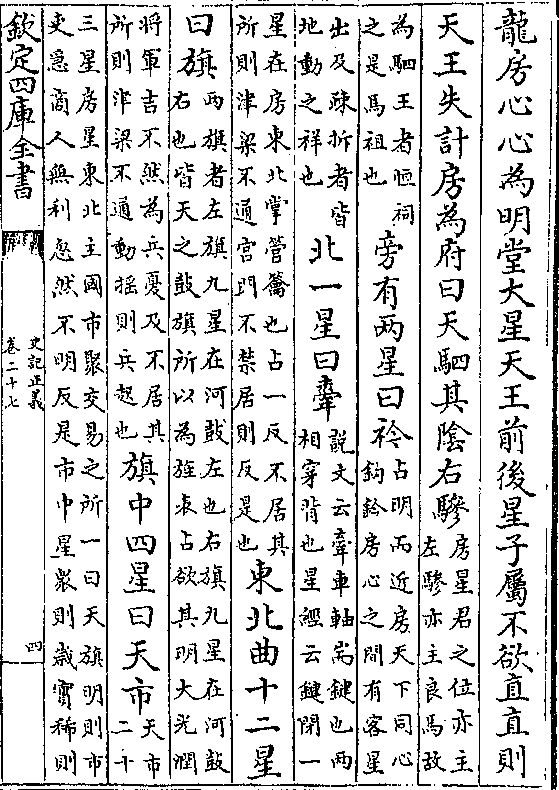 龍房心心為明堂大星天王前後星子屬不欲直直則
天王失計房為府曰天駟其陰右驂
房星君之位亦主
左驂亦主良馬故
為駟王者恒祠
之是馬祖也
旁有兩星曰衿
占明而近房天下同心
鉤鈐房心之間有客星
出及疎折者皆
地動之祥也
北一星曰舝
説文云舝車軸耑鍵也兩
相穿背也星經云鍵閉一
星在房東北掌管籥也占一反不居其
所則津梁不通宮門不禁居則反是也
東北曲十二星
曰旗
兩旗者左旗九星在河鼓左也右旗九星在河鼓
右也皆天之鼓旗所以為旌表占欲其明大光潤
將軍吉不然為兵憂及不居其
所則津梁不通動摇則兵起也
旗中四星曰天市
天市
二十
三星房星東北主國市聚交易之所一曰天旗明則市
吏急商人無利忽然不明反是市中星衆則歲實稀則
欽定四庫全書
史記正義
卷二十七
四